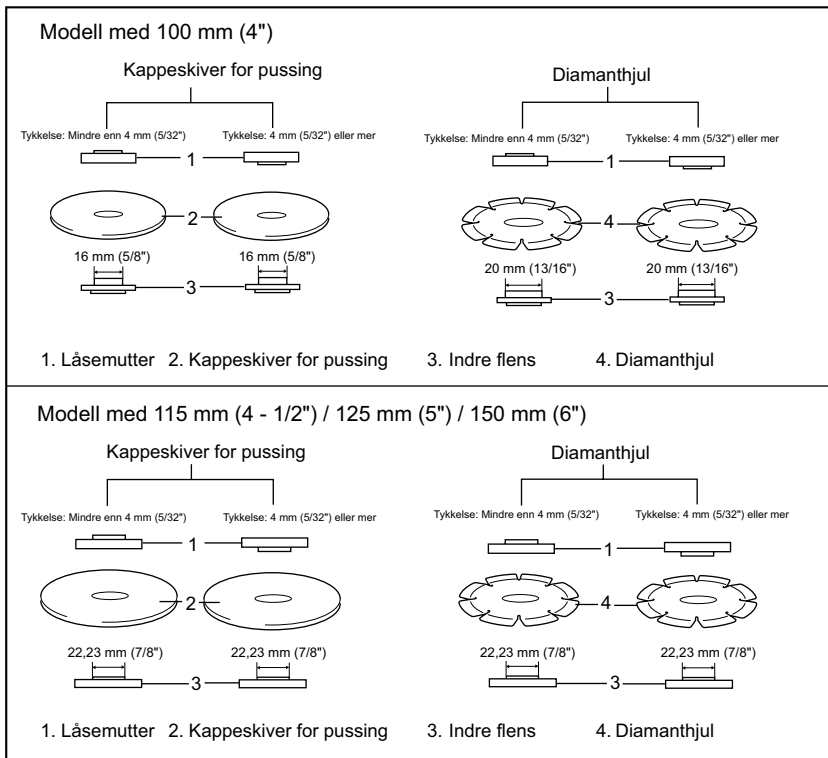 Modell med 100 mm (4")
Kappeskiver for pussing
Diamanthjul
Tykkelse: Mindre enn 4 mm (5/32") Tykkelse: 4 mm (5/32") eller mer
Tykkelse: Mindre enn 4 mm (5/32") Tykkelse: 4 mm (5/32") eller mer
1
1
2
4
16 mm (5/8") 16 mm (5/8")
20 mm (13/16") 20 mm (13/16")
3
3
1. Låsemutter 2. Kappeskiver for pussing 3. Indre flens 4. Diamanthjul
Modell med 115 mm (4 - 1/2") / 125 mm (5") / 150 mm (6")
Kappeskiver for pussing
Diamanthjul
Tykkelse: Mindre enn 4 mm (5/32") Tykkelse: 4 mm (5/32") eller mer
Tykkelse: Mindre enn 4 mm (5/32") Tykkelse: 4 mm (5/32") eller mer
1
1
2
4
22,23 mm (7/8") 22,23 mm (7/8")
22,23 mm (7/8") 22,23 mm (7/8")
3
3
1. Låsemutter 2. Kappeskiver for pussing 3. Indre flens 4. Diamanthjul